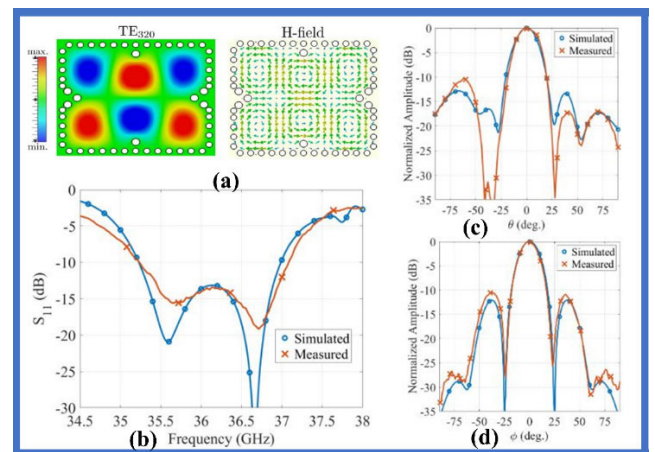 TE320
H-field
max.
min.
(a)
0
-5
-10
-15
-20
-25
-30
S11 (dB)
Simulated
Measured
34.5 35 35.5 36 36.5 37 37.5 38
(b) Frequency (GHz)
0
-5
-10
-15
-20
-25
-30
-35
Normalized Amplitude (dB)
Simulated
Measured
-75 -50 -25 0 25 50 75
(c) θ (deg.)
0
-5
-10
-15
-20
-25
-30
-35
Normalized Amplitude (dB)
Simulated
Measured
-75 -50 -25 0 25 50 75
(d) ϕ (deg.)